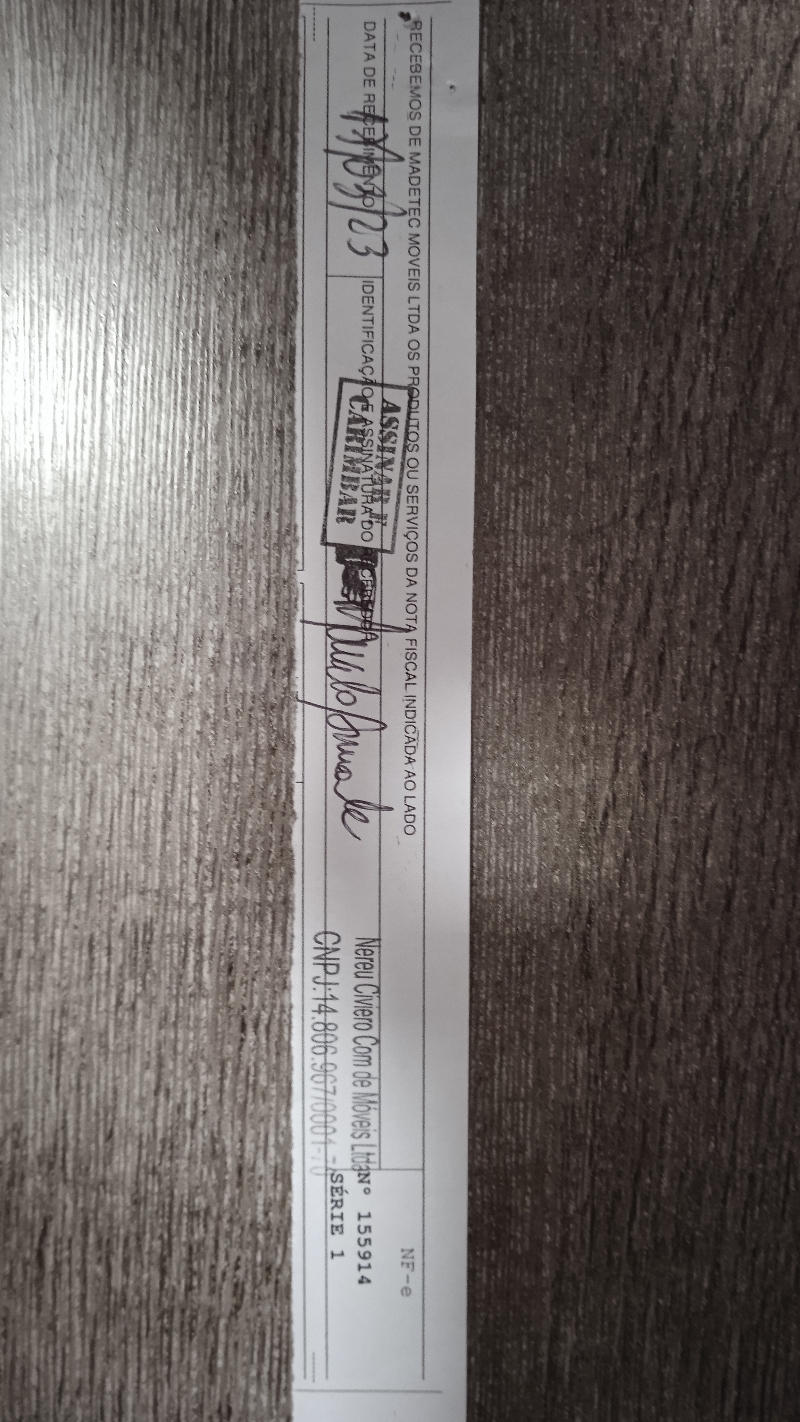 RECEBEMOS DE MADETEC MOVEIS LTDA OS PRODUTOS OU SERVIÇOS DA NOTA FISCAL INDICADA AO LADO
NF-e
DATA DE RECEBIMENTO
IDENTIFICAÇÃO E ASSINATURA DO RECEBEDOR
/03/23
ASSINAR E
CARIMBAR
Nereu Civiero Com de Móveis Ltda
CNPJ:14.806.967/0001-70
Nº 155914
SÉRIE 1